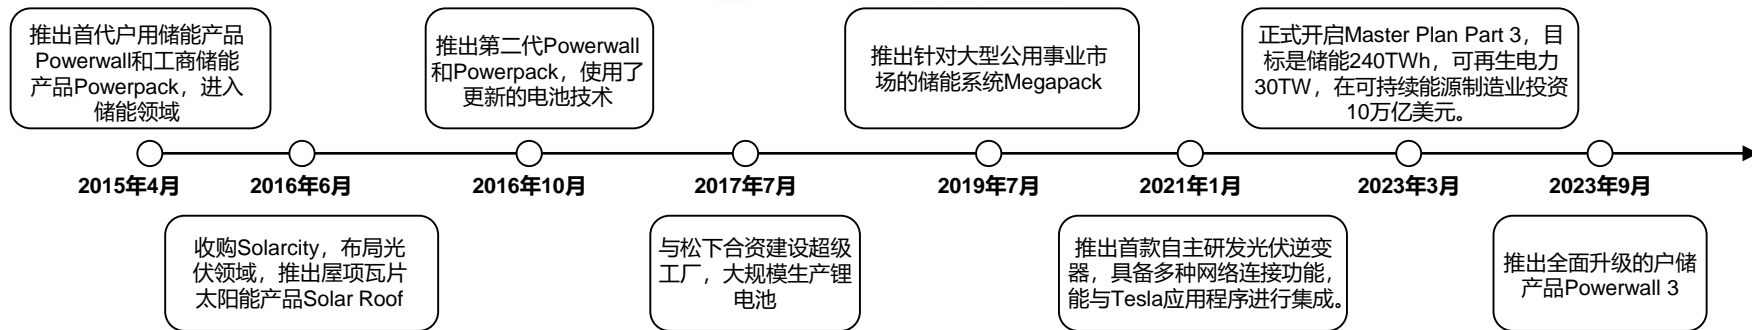 推出首代户用储能产品
Powerwall和工商储能
产品Powerpack，进入
储能领域
推出第二代Powerwall
和Powerpack，使用了
更新的电池技术
推出针对大型公用事业市
场的储能系统Megapack
正式开启Master Plan Part 3，目
标是储能240TWh，可再生电力
30TW，在可持续能源制造业投资
10万亿美元。
2015年4月
2016年6月
2016年10月
2017年7月
2019年7月
2021年1月
2023年3月
2023年9月
收购Solarcity，布局光
伏领域，推出屋项瓦片
太阳能产品Solar Roof
与松下合资建设超级
工厂，大规模生产锂
电池
推出首款自主研发光伏逆变
器，具备多种网络连接功能，
能与Tesla应用程序进行集成。
推出全面升级的户储
产品Powerwall 3